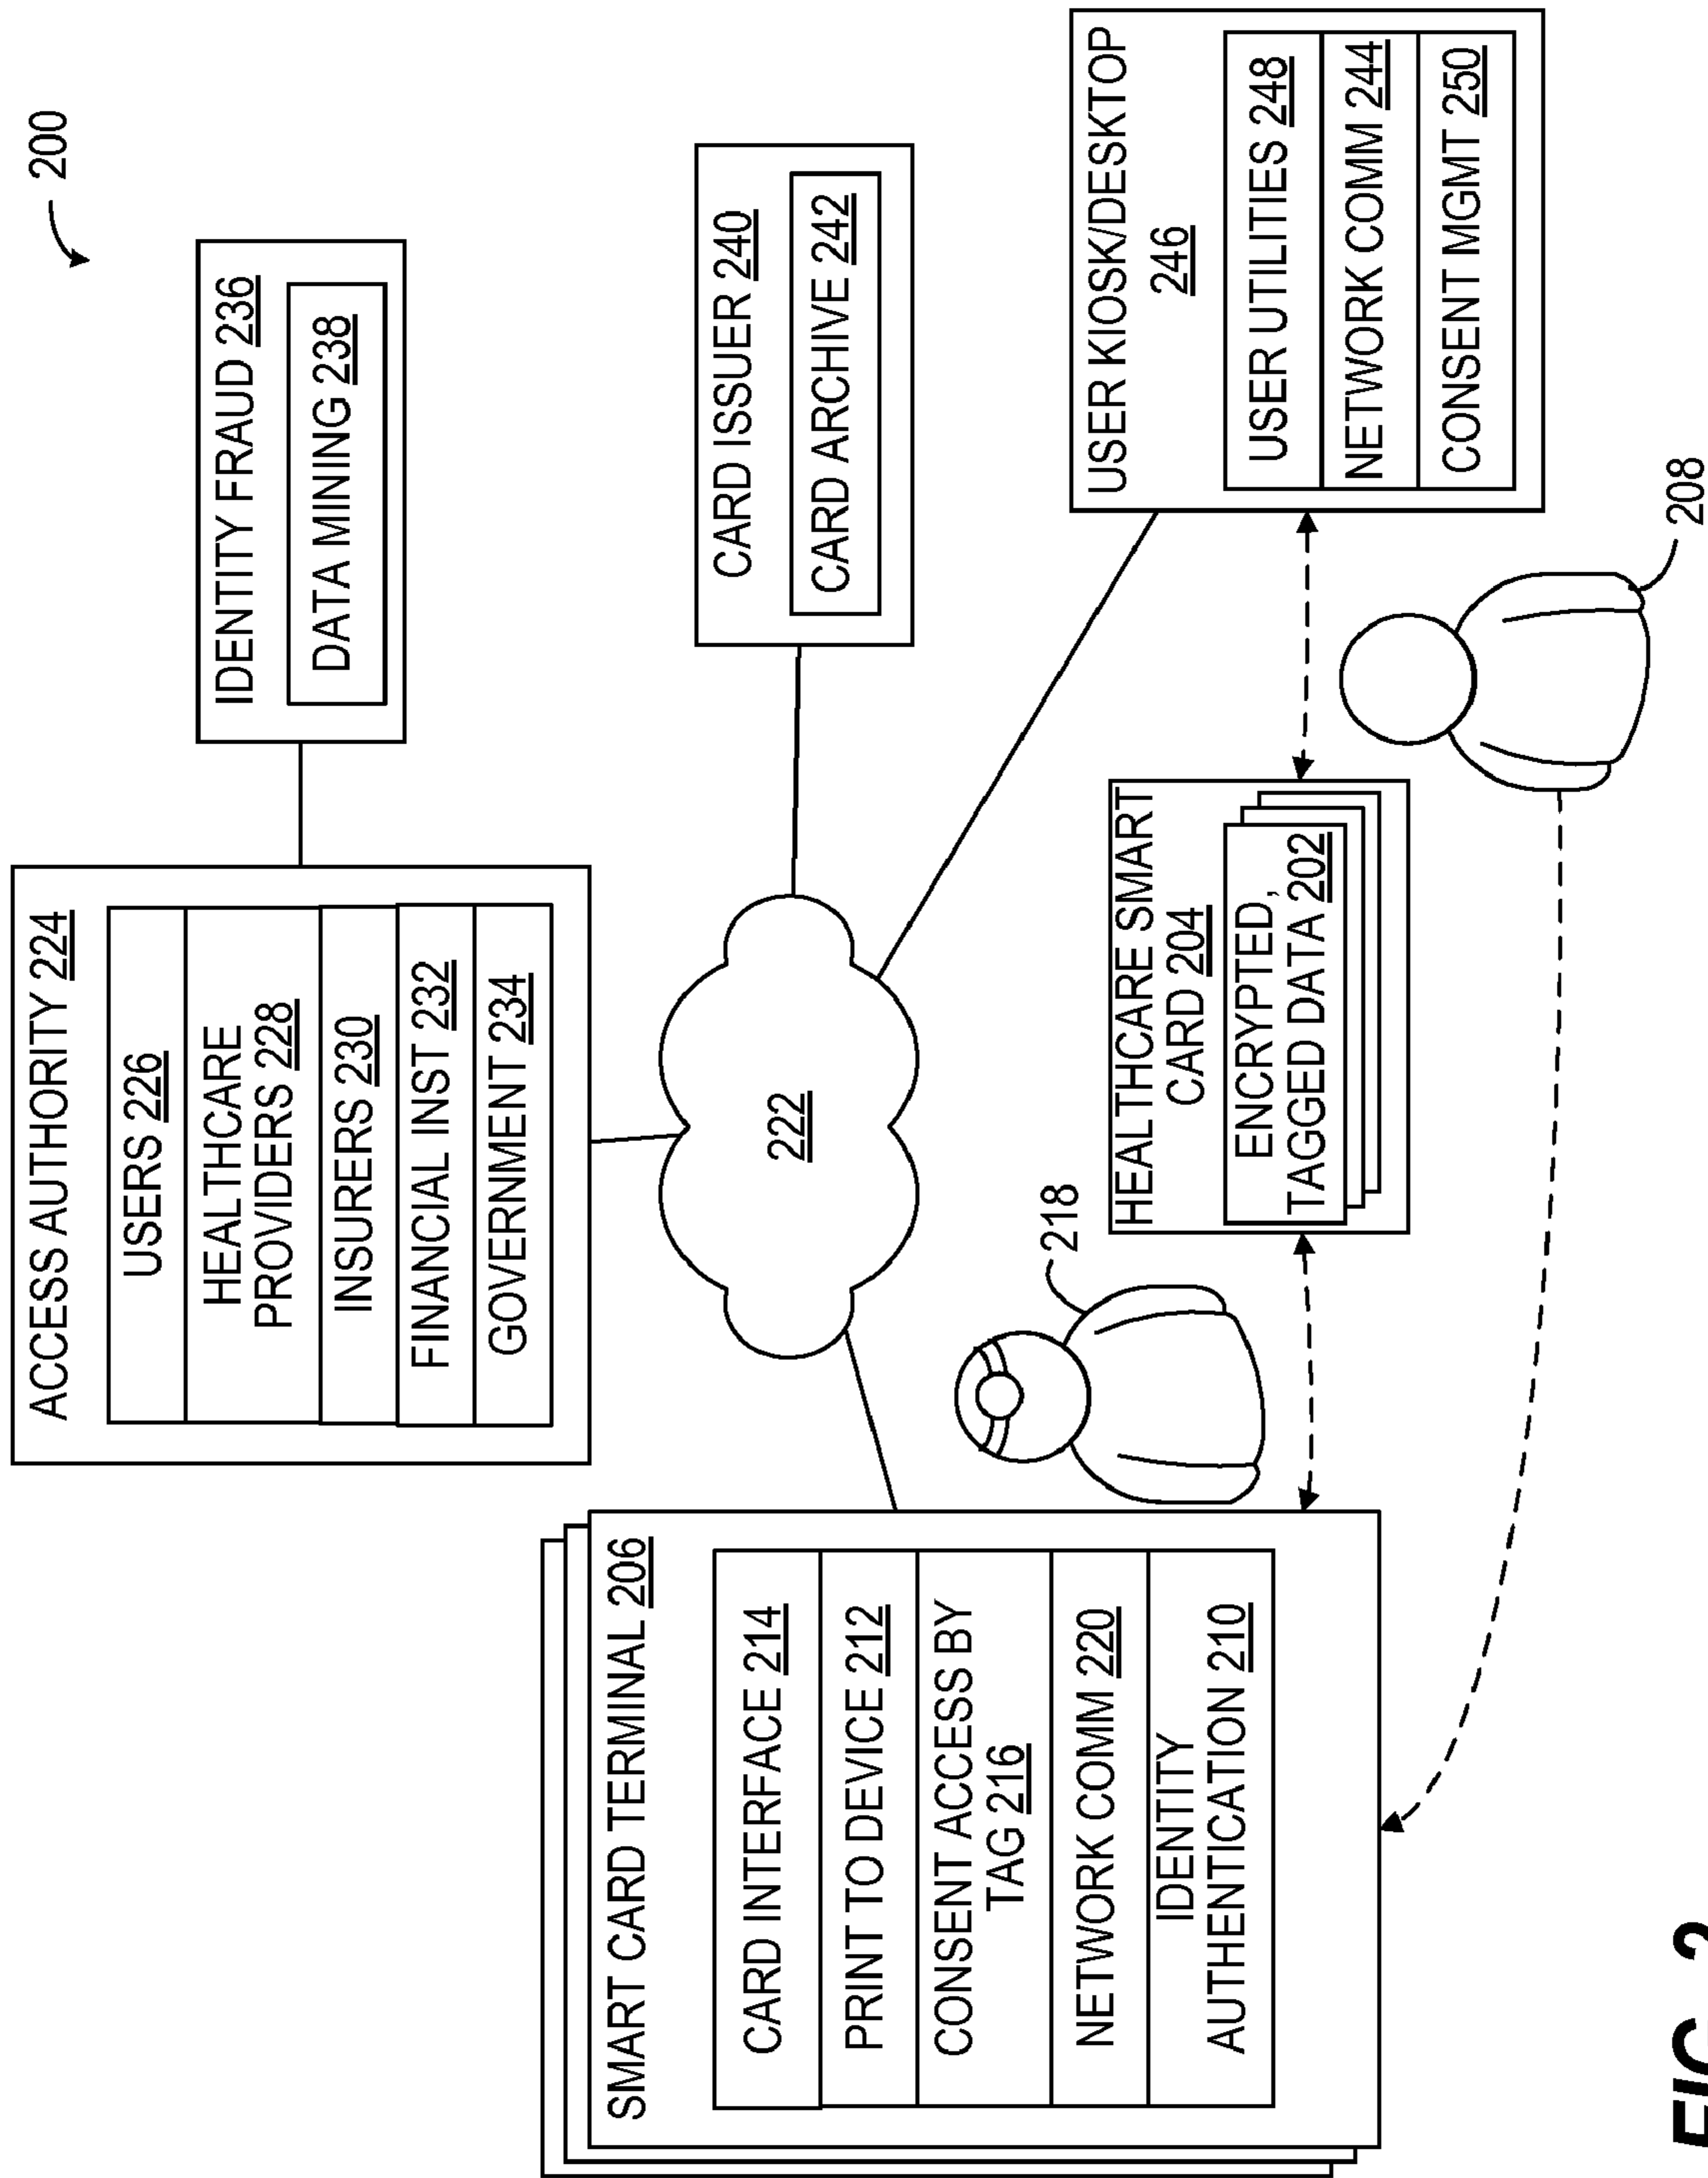 200
ACCESS AUTHORITY 224
USERS 226
HEALTHCARE
PROVIDERS 228
INSURERS 230
FINANCIAL INST 232
GOVERNMENT 234
IDENTITY FRAUD 236
DATA MINING 238
CARD ISSUER 240
CARD ARCHIVE 242
222
SMART CARD TERMINAL 206
CARD INTERFACE 214
PRINT TO DEVICE 212
CONSENT ACCESS BY
TAG 216
NETWORK COMM 220
IDENTITY
AUTHENTICATION 210
218
HEALTHCARE SMART
CARD 204
ENCRYPTED,
TAGGED DATA 202
USER KIOSK/DESKTOP
246
USER UTILITIES 248
NETWORK COMM 244
CONSENT MGMT 250
208
FIG. 2